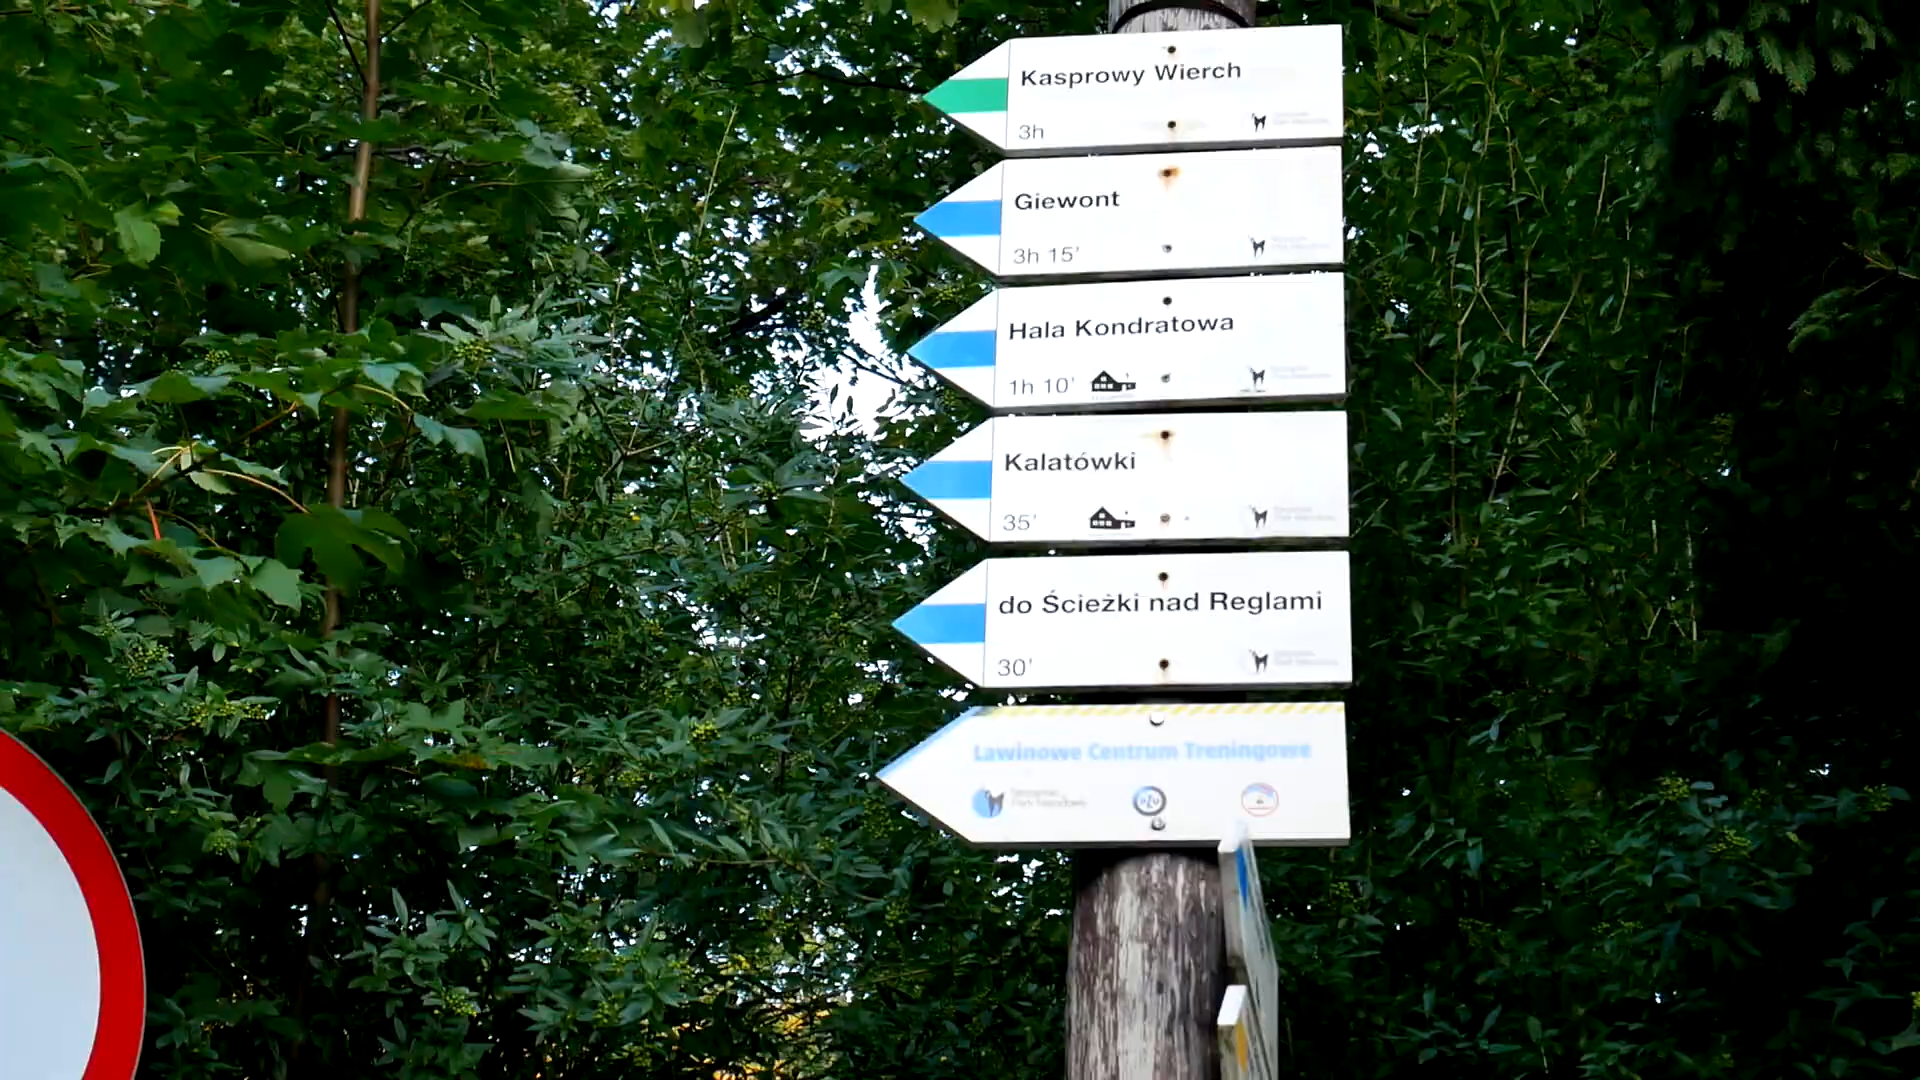 Kasprowy Wierch
3h
Giewont
3h 15'
Hala Kondratowa
1h 10'
Kalatówki
35'
do Ścieżki nad Reglami
30'
Lawinowe Centrum Treningowe
PZU